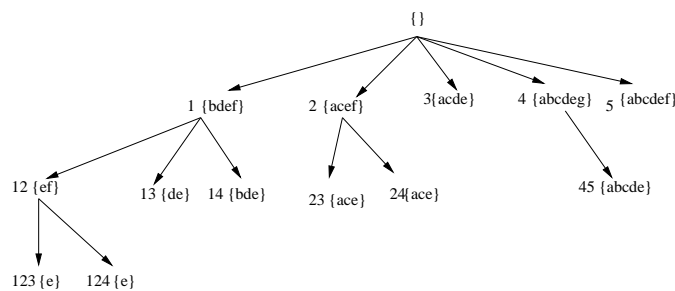 {}
1 {bdef}
2 {acef}
3{acde}
4 {abcdeg}
5 {abcdef}
12 {ef}
13 {de}
14 {bde}
23 {ace}
24{ace}
45 {abcde}
123 {e}
124 {e}